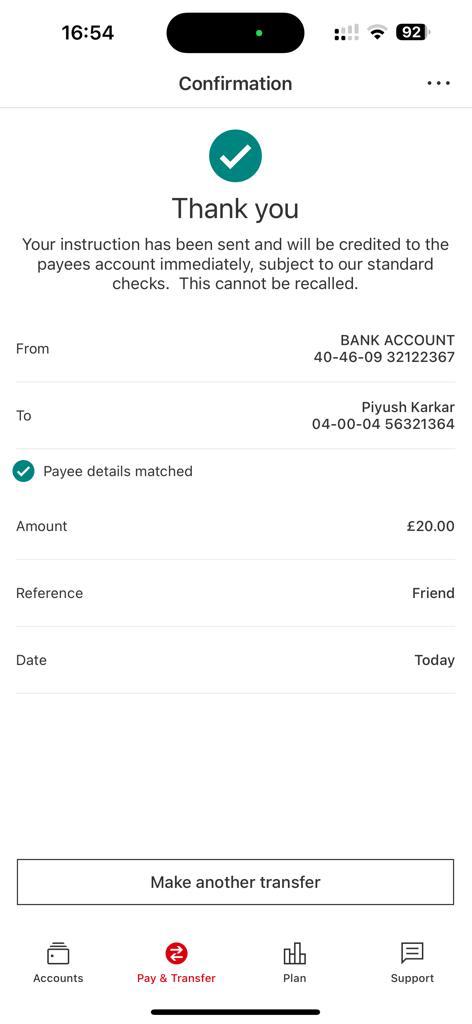 16:54
92
Confirmation
Thank you
Your instruction has been sent and will be credited to the
payees account immediately, subject to our standard
checks.  This cannot be recalled.
From
BANK ACCOUNT
40-46-09 32122367
To
Piyush Karkar
04-00-04 56321364
Payee details matched
Amount
£20.00
Reference
Friend
Date
Today
Make another transfer
Accounts
Pay & Transfer
Plan
Support